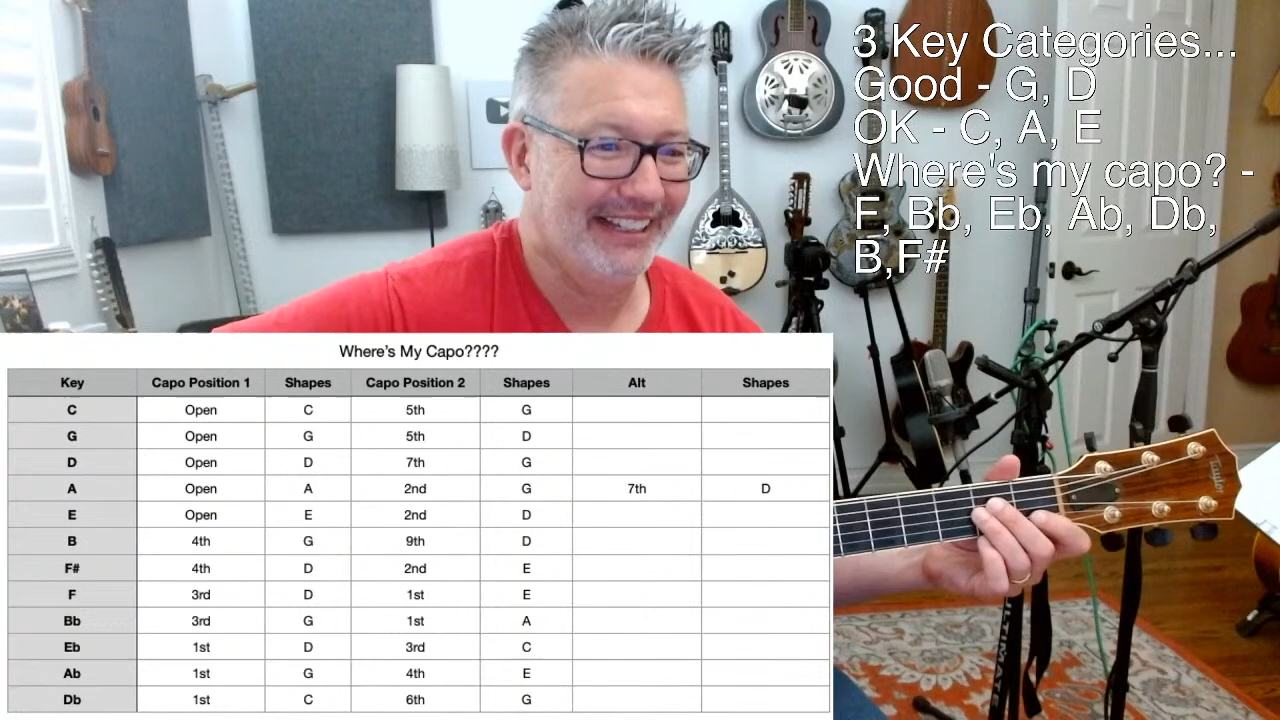 3 Key Categories...
Good - G, D
OK - C, A, E
Where's my capo? -
F, Bb, Eb, Ab, Db,
B,F#
Where's My Capo????
Key Capo Position 1 Shapes Capo Position 2 Shapes Alt Shapes
C Open C 5th G
G Open G 5th D
D Open D 7th G
A Open A 2nd G 7th D
E Open E 2nd D
B 4th G 9th D
F# 4th D 2nd E
F 3rd D 1st E
Bb 3rd G 1st A
Eb 1st D 3rd C
Ab 1st G 4th E
Db 1st C 6th G
Taylor
ULTIMATE